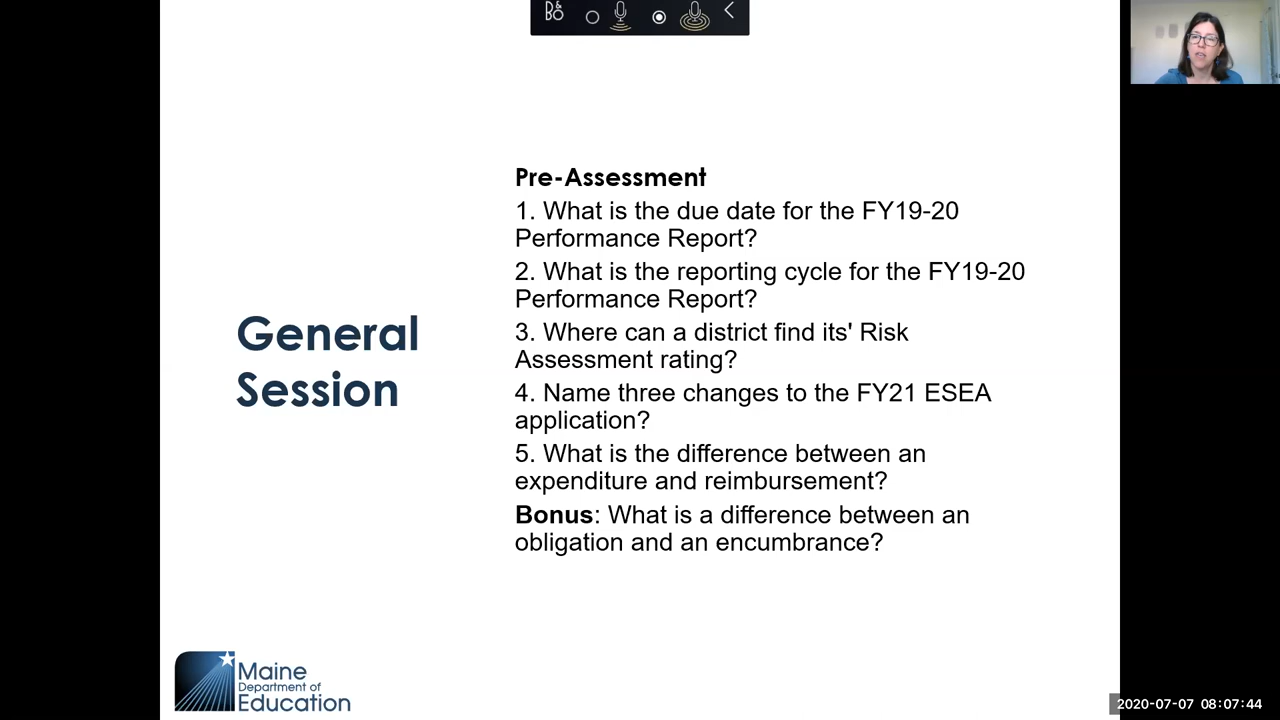 B&O
Pre-Assessment
1. What is the due date for the FY19-20
Performance Report?
2. What is the reporting cycle for the FY19-20
Performance Report?
3. Where can a district find its' Risk
Assessment rating?
4. Name three changes to the FY21 ESEA
application?
5. What is the difference between an
expenditure and reimbursement?
Bonus: What is a difference between an
obligation and an encumbrance?
General
Session
Maine
Department of
Education
2020-07-07 08:07:44